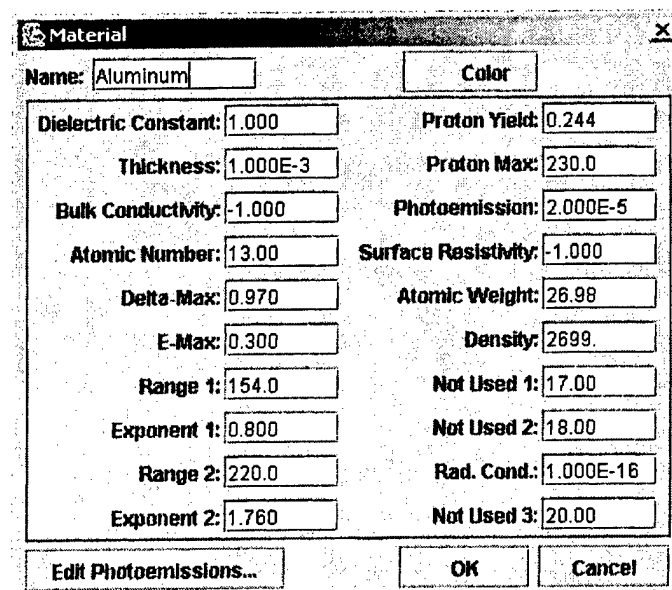 Material
Name: Aluminum Color
Dielectric Constant: 1.000 Proton Yield: 0.244
Thickness: 1.000E-3 Proton Max: 230.0
Bulk Conductivity: -1.000 Photoemission: 2.000E-5
Atomic Number: 13.00 Surface Resistivity: -1.000
Delta-Max: 0.970 Atomic Weight: 26.98
E-Max: 0.300 Density: 2699.
Range 1: 154.0 Not Used 1: 17.00
Exponent 1: 0.800 Not Used 2: 18.00
Range 2: 220.0 Rad. Cond.: 1.000E-16
Exponent 2: 1.760 Not Used 3: 20.00
Edit Photoemissions... OK Cancel